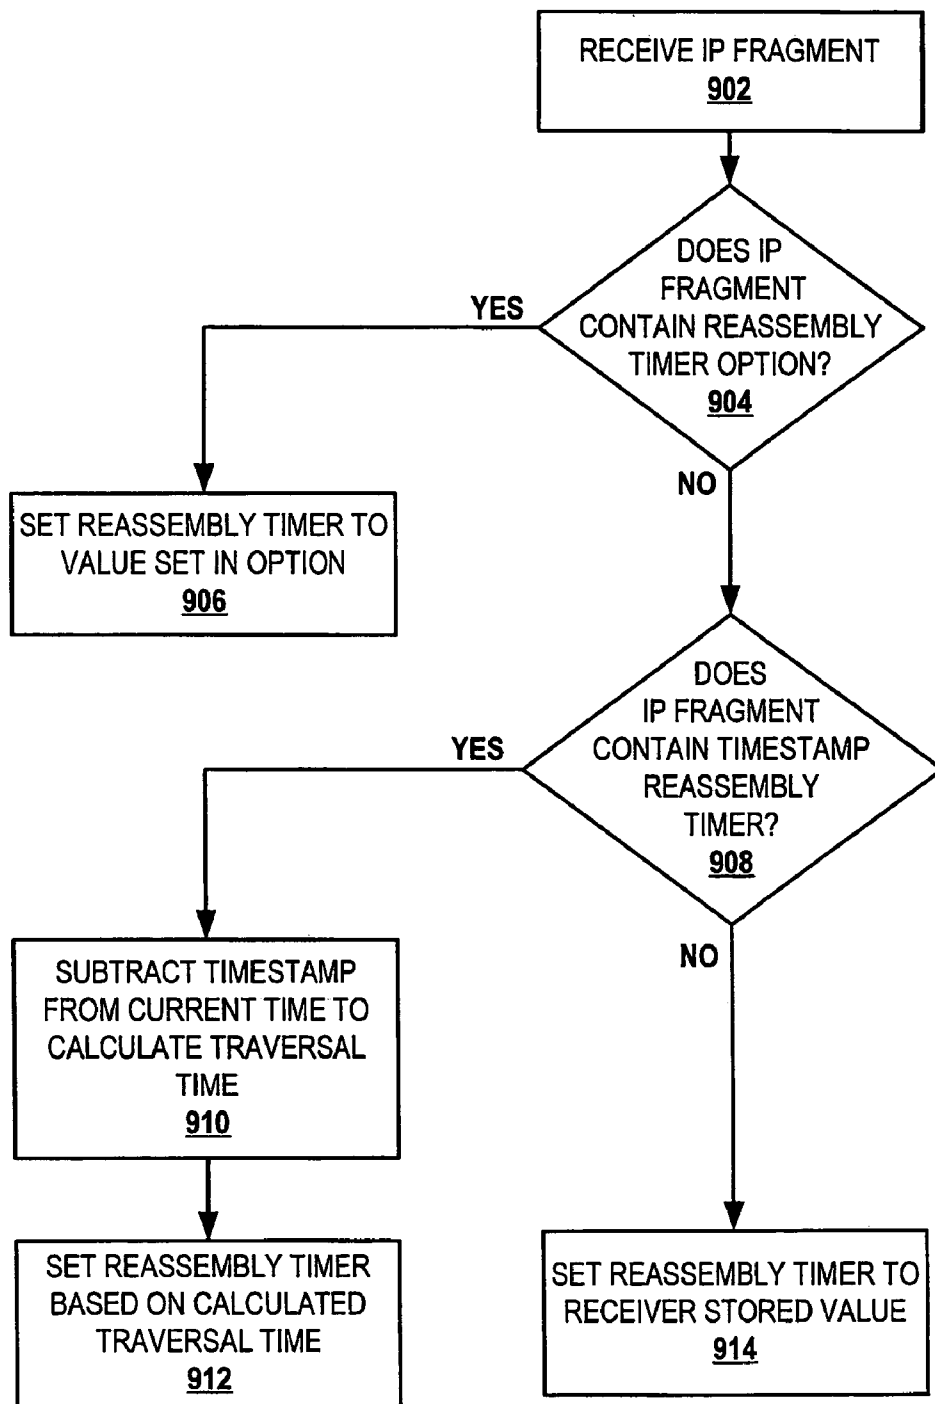 RECEIVE IP FRAGMENT
902
DOES IP
FRAGMENT
CONTAIN REASSEMBLY
TIMER OPTION?
904
YES
NO
SET REASSEMBLY TIMER TO
VALUE SET IN OPTION
906
DOES
IP FRAGMENT
CONTAIN TIMESTAMP
REASSEMBLY
TIMER?
908
YES
NO
SUBTRACT TIMESTAMP
FROM CURRENT TIME TO
CALCULATE TRAVERSAL
TIME
910
SET REASSEMBLY TIMER
BASED ON CALCULATED
TRAVERSAL TIME
912
SET REASSEMBLY TIMER TO
RECEIVER STORED VALUE
914